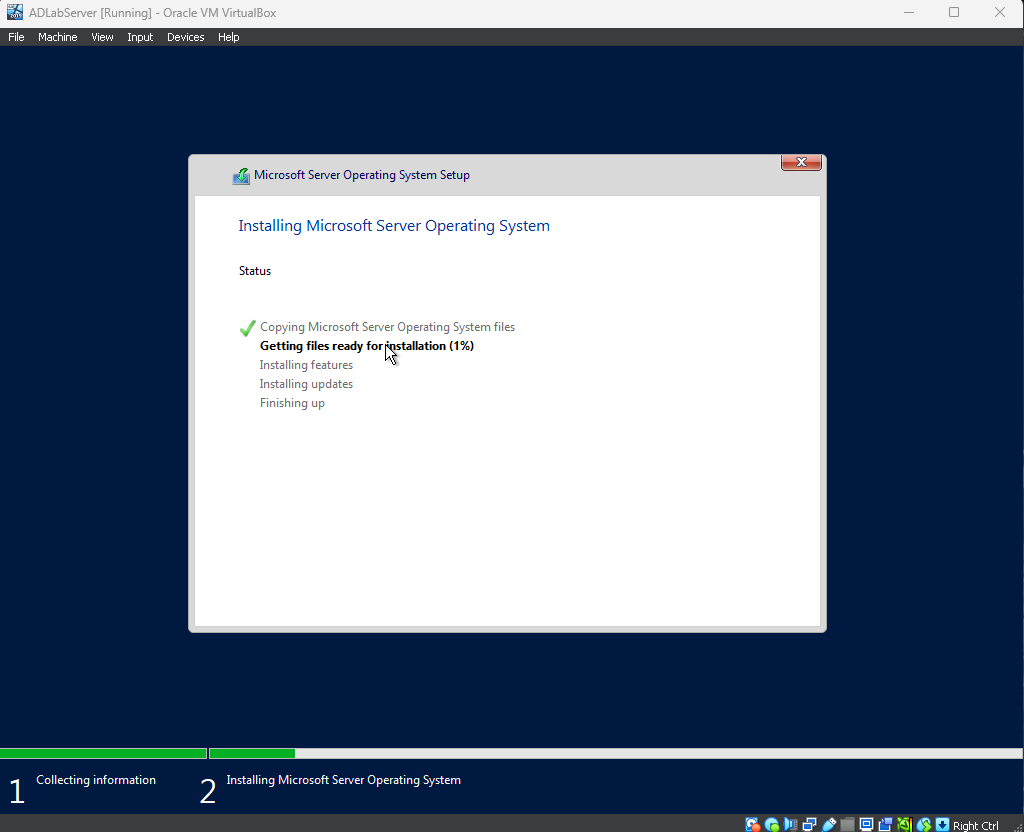 ADLabServer [Running] - Oracle VM VirtualBox
File Machine View Input Devices Help
Microsoft Server Operating System Setup
Installing Microsoft Server Operating System
Status
Copying Microsoft Server Operating System files
Getting files ready for installation (1%)
Installing features
Installing updates
Finishing up
1 Collecting information 2 Installing Microsoft Server Operating System
Right Ctrl